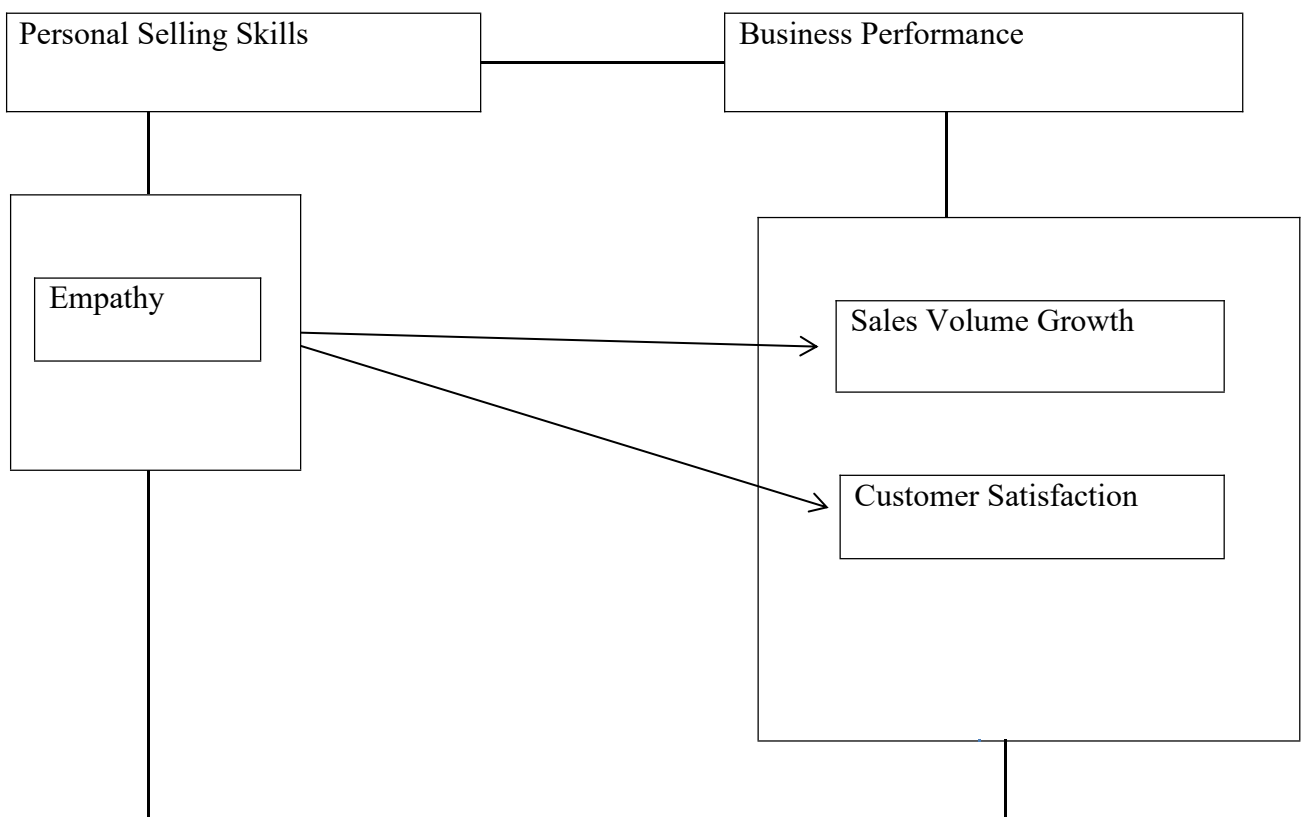 Personal Selling Skills
Business Performance
Empathy
Sales Volume Growth
Customer Satisfaction